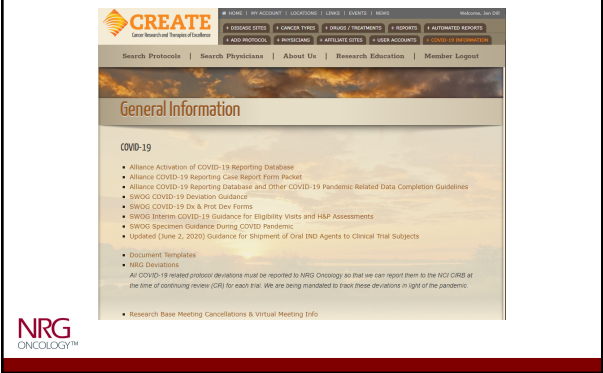 CREATE
Cancer Research and Therapies of Excellence
HOME | MY ACCOUNT | LOCATIONS | LINKS | EVENTS | NEWS
Welcome, Jen Dill!
+ DISEASE SITES + CANCER TYPES + DRUGS / TREATMENTS + REPORTS + AUTOMATED REPORTS
+ ADD PROTOCOL + PHYSICIANS + AFFILIATE SITES + USER ACCOUNTS + COVID-19 INFORMATION
Search Protocols | Search Physicians | About Us | Research Education | Member Logout
General Information
COVID-19
Alliance Activation of COVID-19 Reporting Database
Alliance COVID-19 Reporting Case Report Form Packet
Alliance COVID-19 Reporting Database and Other COVID-19 Pandemic Related Data Completion Guidelines
SWOG COVID-19 Deviation Guidance
SWOG COVID-19 Dx & Prot Dev Forms
SWOG Interim COVID-19 Guidance for Eligibility Visits and H&P Assessments
SWOG Specimen Guidance During COVID Pandemic
Updated (June 2, 2020) Guidance for Shipment of Oral IND Agents to Clinical Trial Subjects
Document Templates
NRG Deviations
All COVID-19 related protocol deviations must be reported to NRG Oncology so that we can report them to the NCI CIRB at
the time of continuing review (CR) for each trial. We are being mandated to track these deviations in light of the pandemic.
Research Base Meeting Cancellations & Virtual Meeting Info
NRG
ONCOLOGY™